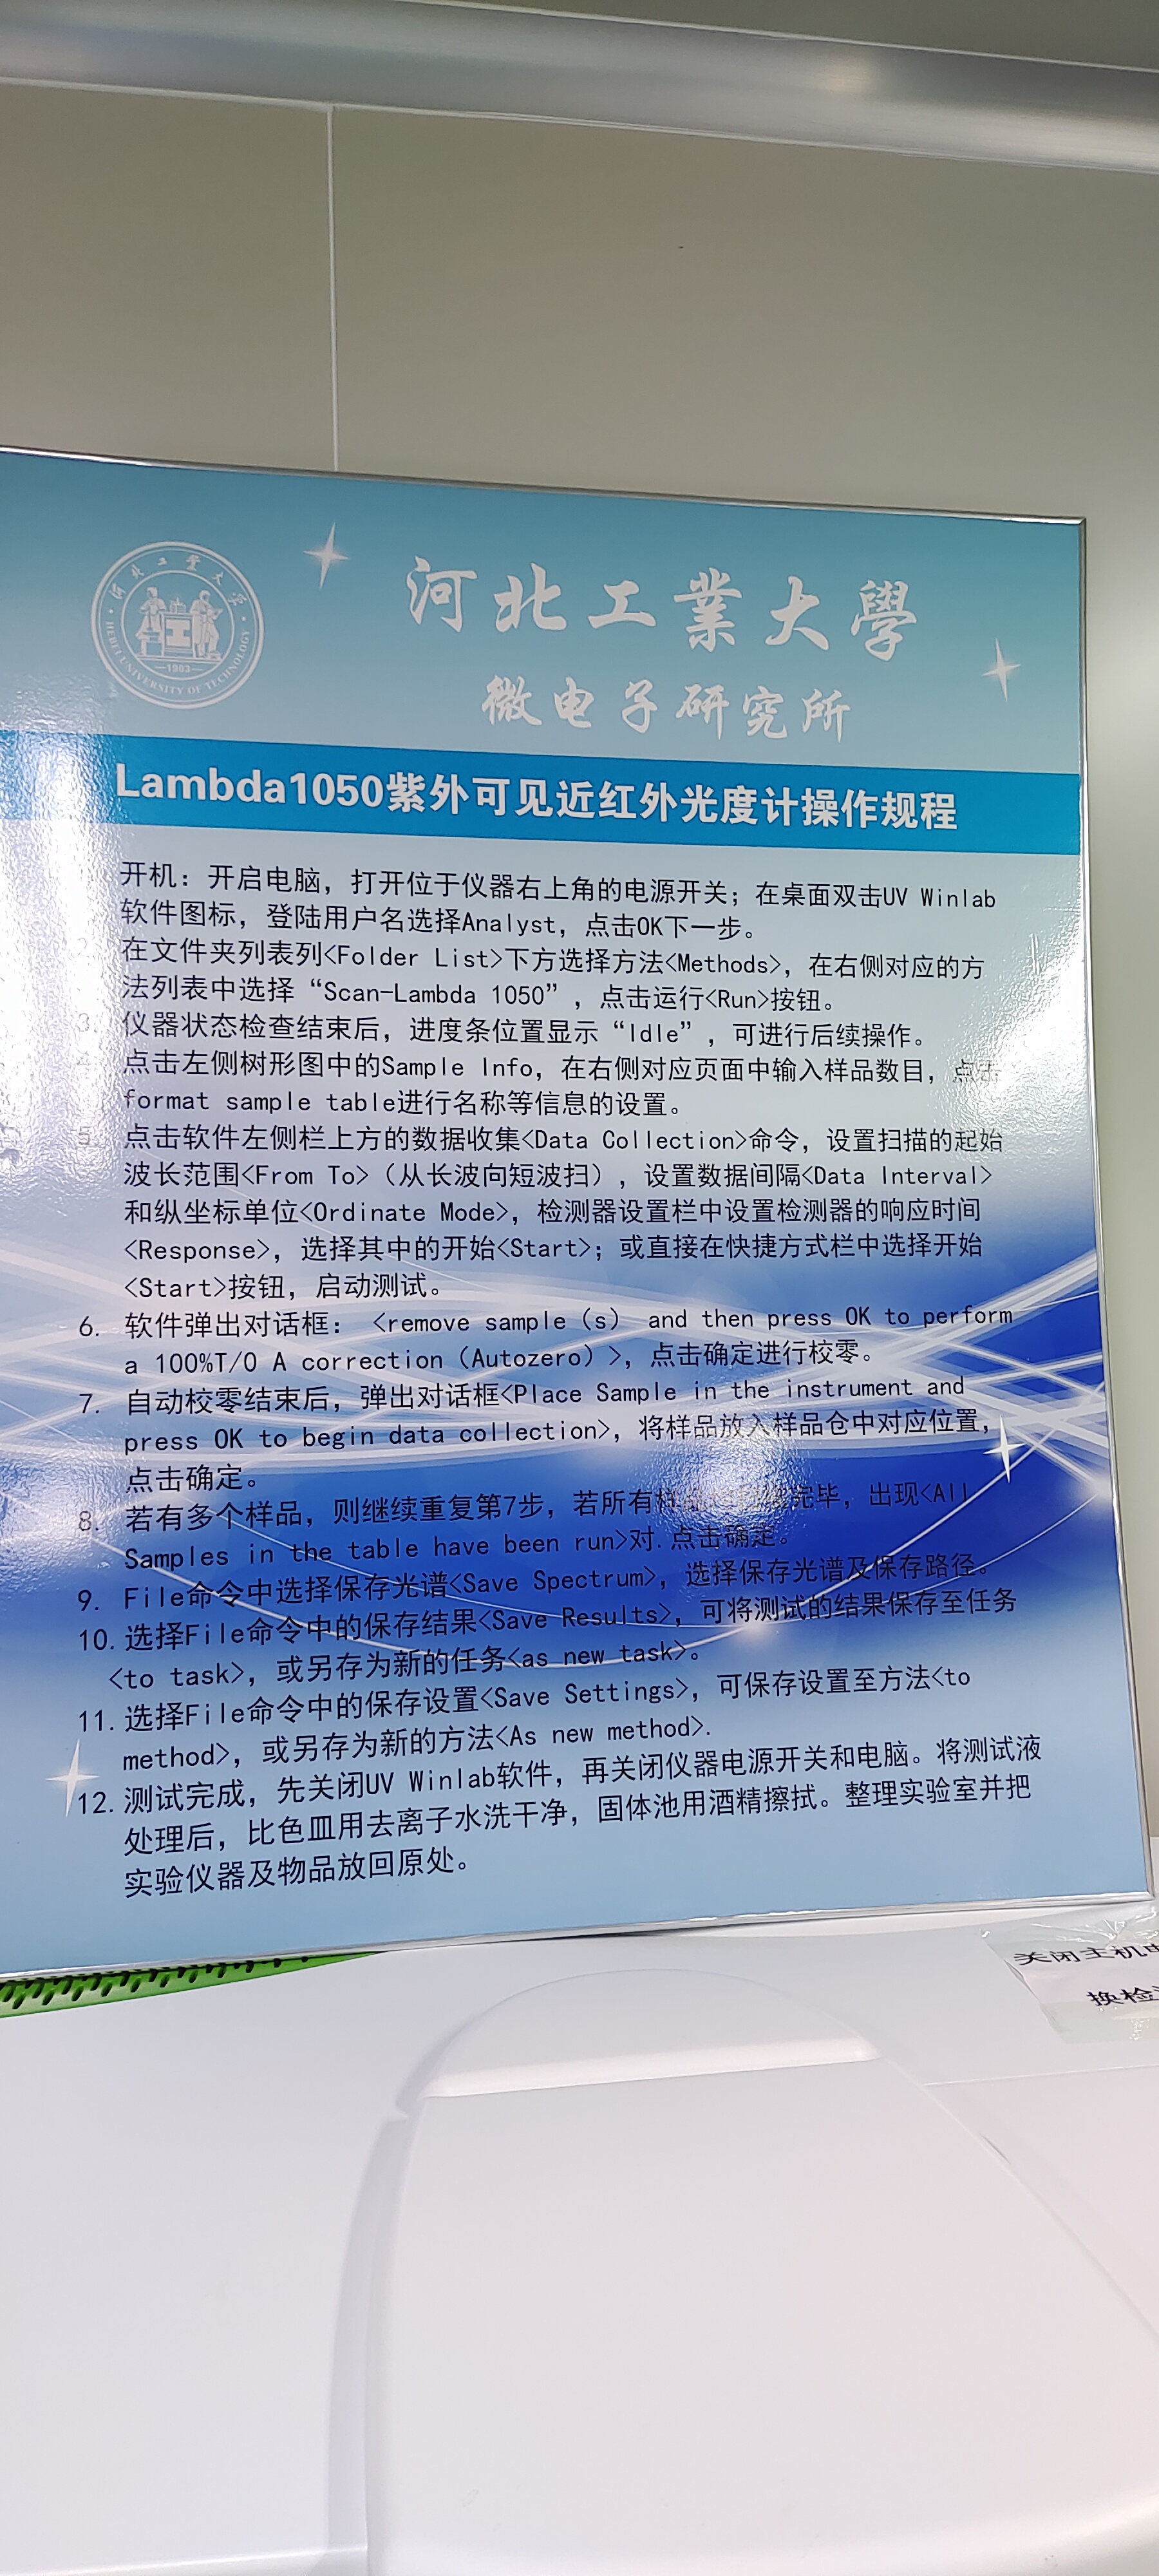 河北工業大學
HEBEI UNIVERSITY OF TECHNOLOGY
1903
河北工業大學
微电子研究所
Lambda1050紫外可见近红外光度计操作规程
开机：开启电脑，打开位于仪器右上角的电源开关；在桌面双击UV Winlab
软件图标，登陆用户名选择Analyst，点击OK下一步。
2. 在文件夹列表列<Folder List>下方选择方法<Methods>，在右侧对应的方
法列表中选择“Scan-Lambda 1050”，点击运行<Run>按钮。
3. 仪器状态检查结束后，进度条位置显示“Idle”，可进行后续操作。
4. 点击左侧树形图中的Sample Info，在右侧对应页面中输入样品数目，点击
format sample table进行名称等信息的设置。
5. 点击软件左侧栏上方的数据收集<Data Collection>命令，设置扫描的起始
波长范围<From To>（从长波向短波扫），设置数据间隔<Data Interval>
和纵坐标单位<Ordinate Mode>，检测器设置栏中设置检测器的响应时间
<Response>，选择其中的开始<Start>；或直接在快捷方式栏中选择开始
<Start>按钮，启动测试。
6. 软件弹出对话框： <remove sample（s） and then press OK to perform
a 100%T/0 A correction（Autozero）>，点击确定进行校零。
7. 自动校零结束后，弹出对话框<Place Sample in the instrument and
press OK to begin data collection>，将样品放入样品仓中对应位置，
点击确定。
8. 若有多个样品，则继续重复第7步，若所有样品完毕，出现<All
Samples in the table have been run>对.点击确定。
9. File命令中选择保存光谱<Save Spectrum>，选择保存光谱及保存路径。
10. 选择File命令中的保存结果<Save Results>，可将测试的结果保存至任务
<to task>，或另存为新的任务<as new task>。
11. 选择File命令中的保存设置<Save Settings>，可保存设置至方法<to
method>，或另存为新的方法<As new method>.
12. 测试完成，先关闭UV Winlab软件，再关闭仪器电源开关和电脑。将测试液
处理后，比色皿用去离子水洗干净，固体池用酒精擦拭。整理实验室并把
实验仪器及物品放回原处。
关闭主机
换检